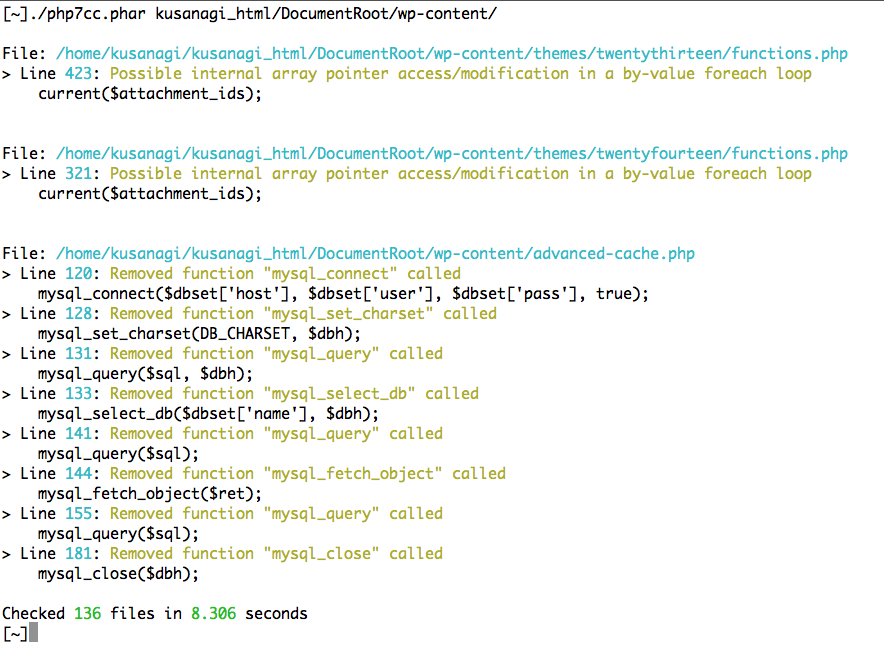 [~]./php7cc.phar kusanagi_html/DocumentRoot/wp-content/
File: /home/kusanagi/kusanagi_html/DocumentRoot/wp-content/themes/twentythirteen/functions.php
> Line 423: Possible internal array pointer access/modification in a by-value foreach loop
current($attachment_ids);
File: /home/kusanagi/kusanagi_html/DocumentRoot/wp-content/themes/twentyfourteen/functions.php
> Line 321: Possible internal array pointer access/modification in a by-value foreach loop
current($attachment_ids);
File: /home/kusanagi/kusanagi_html/DocumentRoot/wp-content/advanced-cache.php
> Line 120: Removed function "mysql_connect" called
mysql_connect($dbset['host'], $dbset['user'], $dbset['pass'], true);
> Line 128: Removed function "mysql_set_charset" called
mysql_set_charset(DB_CHARSET, $dbh);
> Line 131: Removed function "mysql_query" called
mysql_query($sql, $dbh);
> Line 133: Removed function "mysql_select_db" called
mysql_select_db($dbset['name'], $dbh);
> Line 141: Removed function "mysql_query" called
mysql_query($sql);
> Line 144: Removed function "mysql_fetch_object" called
mysql_fetch_object($ret);
> Line 155: Removed function "mysql_query" called
mysql_query($sql);
> Line 181: Removed function "mysql_close" called
mysql_close($dbh);
Checked 136 files in 8.306 seconds
[~]